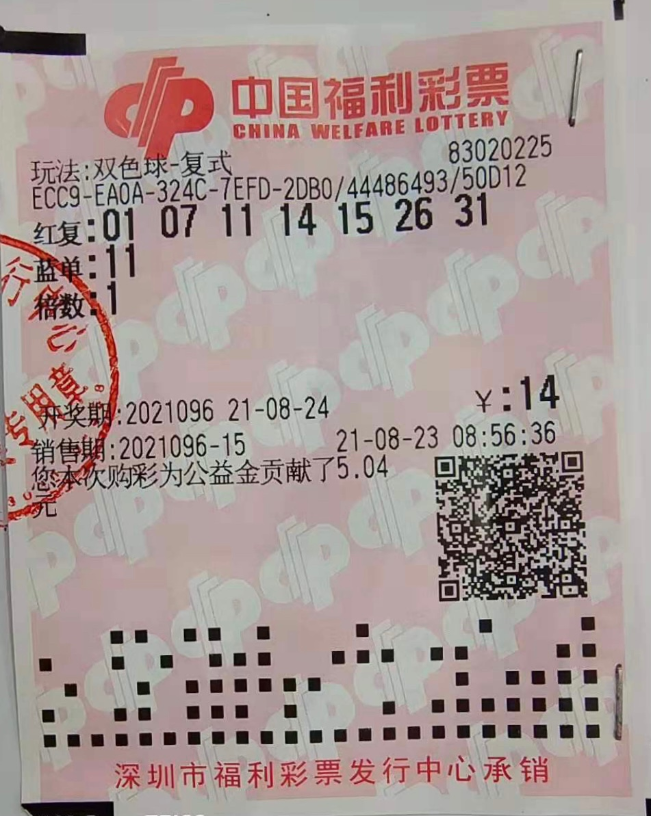 中国福利彩票
CHINA WELFARE LOTTERY
83020225
玩法:双色球-复式
ECC9-EA0A-324C-7EFD-2DB0/44486493/50D12
红复:01 07 11 14 15 26 31
蓝单:11
倍数:1
¥:14
开奖期:2021096 21-08-24
销售期:2021096-15 21-08-23 08:56:36
您本次购彩为公益金贡献了5.04
元
专用章
深圳市福利彩票发行中心承销